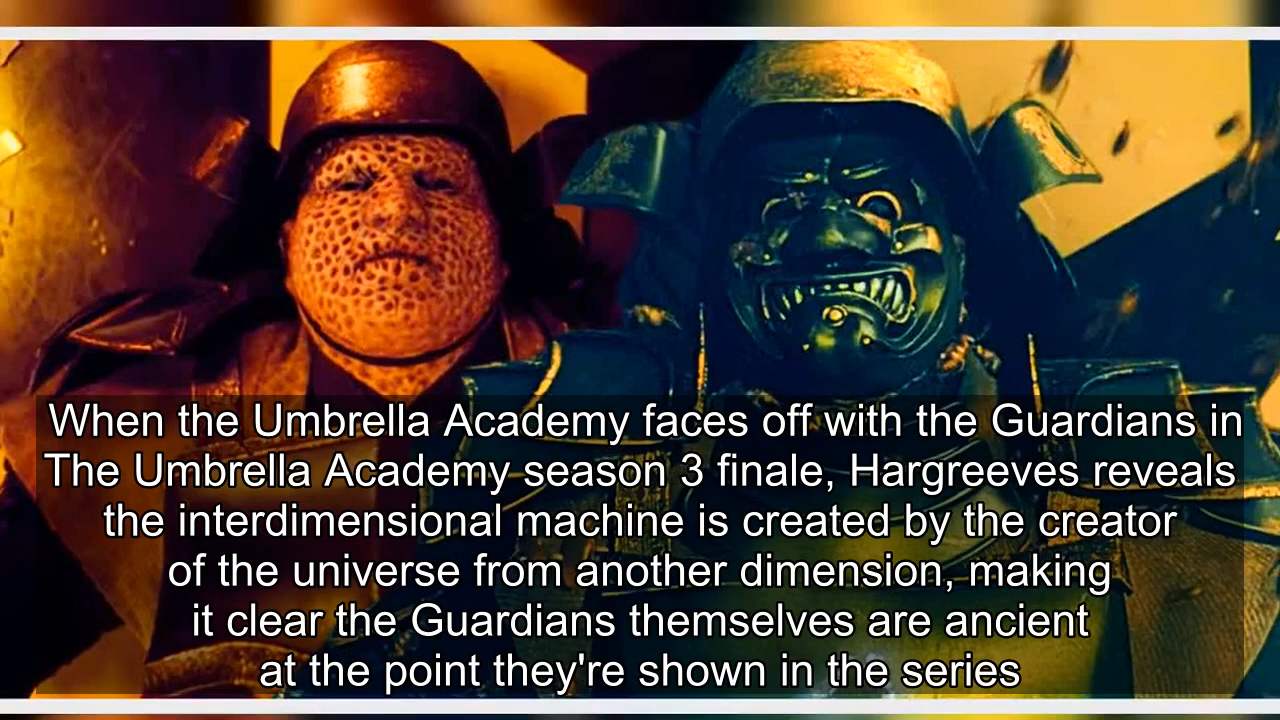 When the Umbrella Academy faces off with the Guardians in
The Umbrella Academy season 3 finale, Hargreeves reveals
the interdimensional machine is created by the creator
of the universe from another dimension, making
it clear the Guardians themselves are ancient
at the point they're shown in the series